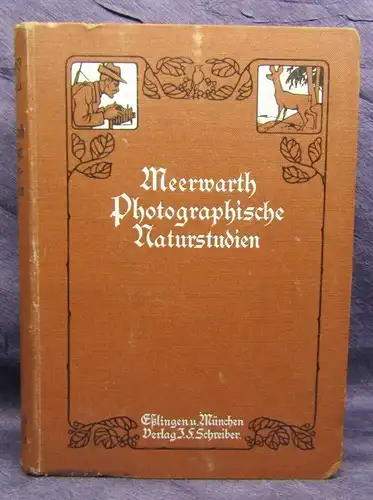 Meerwarth
Photographische
Naturstudien
Eßlingen u. München
Verlag J.F. Schreiber.